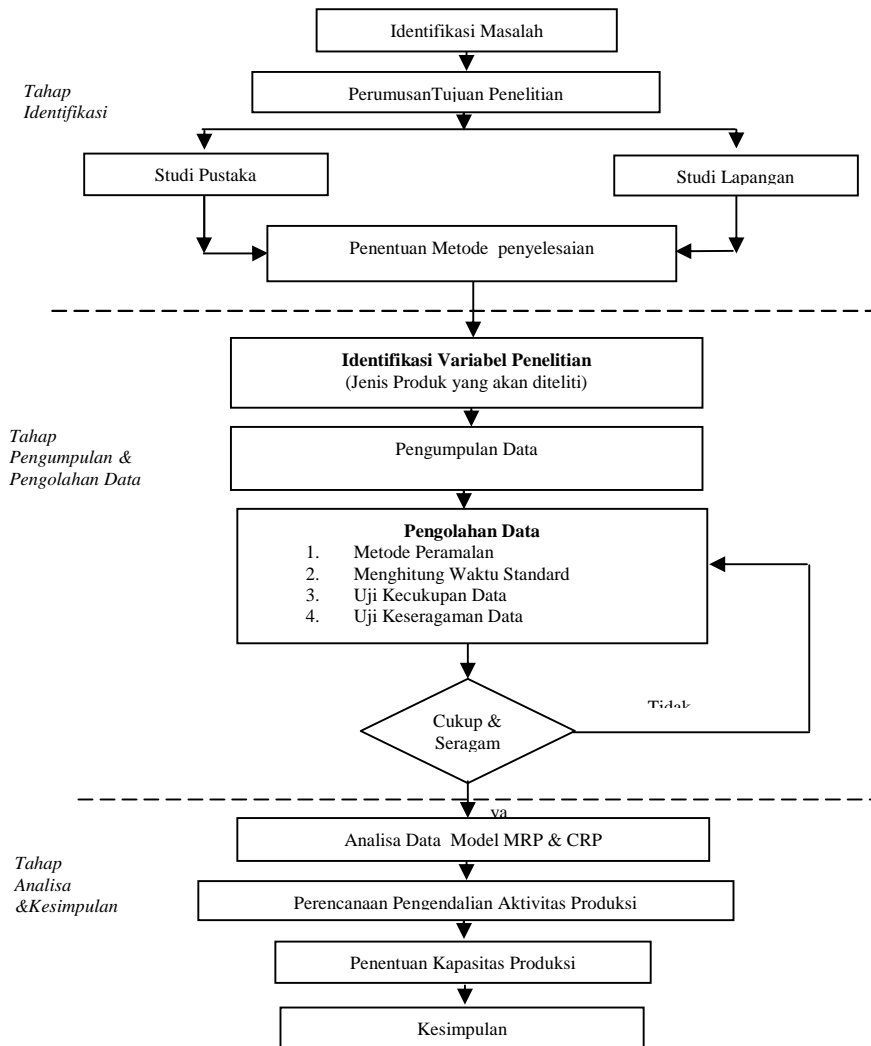 Identifikasi Masalah
Tahap
Identifikasi
PerumusanTujuan Penelitian
Studi Pustaka
Studi Lapangan
Penentuan Metode penyelesaian
Identifikasi Variabel Penelitian
(Jenis Produk yang akan diteliti)
Tahap
Pengumpulan &
Pengolahan Data
Pengumpulan Data
Pengolahan Data
1. Metode Peramalan
2. Menghitung Waktu Standard
3. Uji Kecukupan Data
4. Uji Keseragaman Data
Cukup &
Seragam
Tidak
ya
Analisa Data Model MRP & CRP
Tahap
Analisa
&Kesimpulan
Perencanaan Pengendalian Aktivitas Produksi
Penentuan Kapasitas Produksi
Kesimpulan